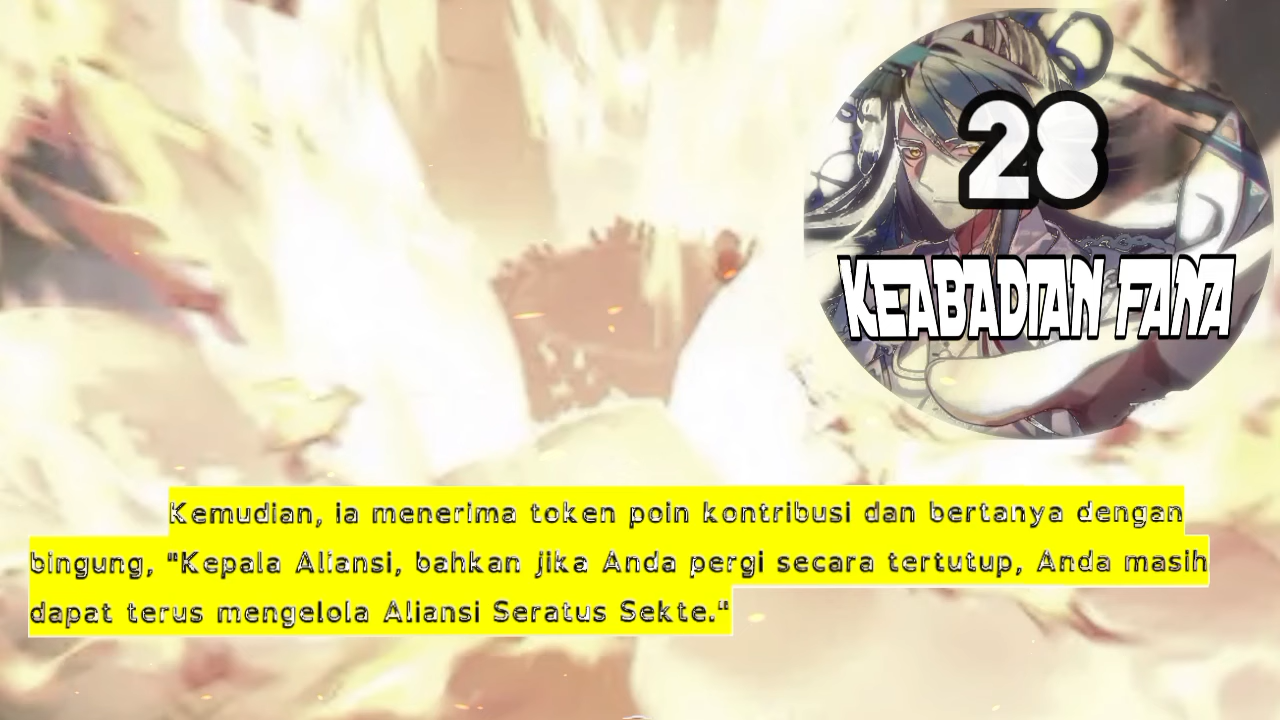 28
KEABADIAN FANA
Kemudian, ia menerima token poin kontribusi dan bertanya dengan
bingung, "Kepala Aliansi, bahkan jika Anda pergi secara tertutup, Anda masih
dapat terus mengelola Aliansi Seratus Sekte."